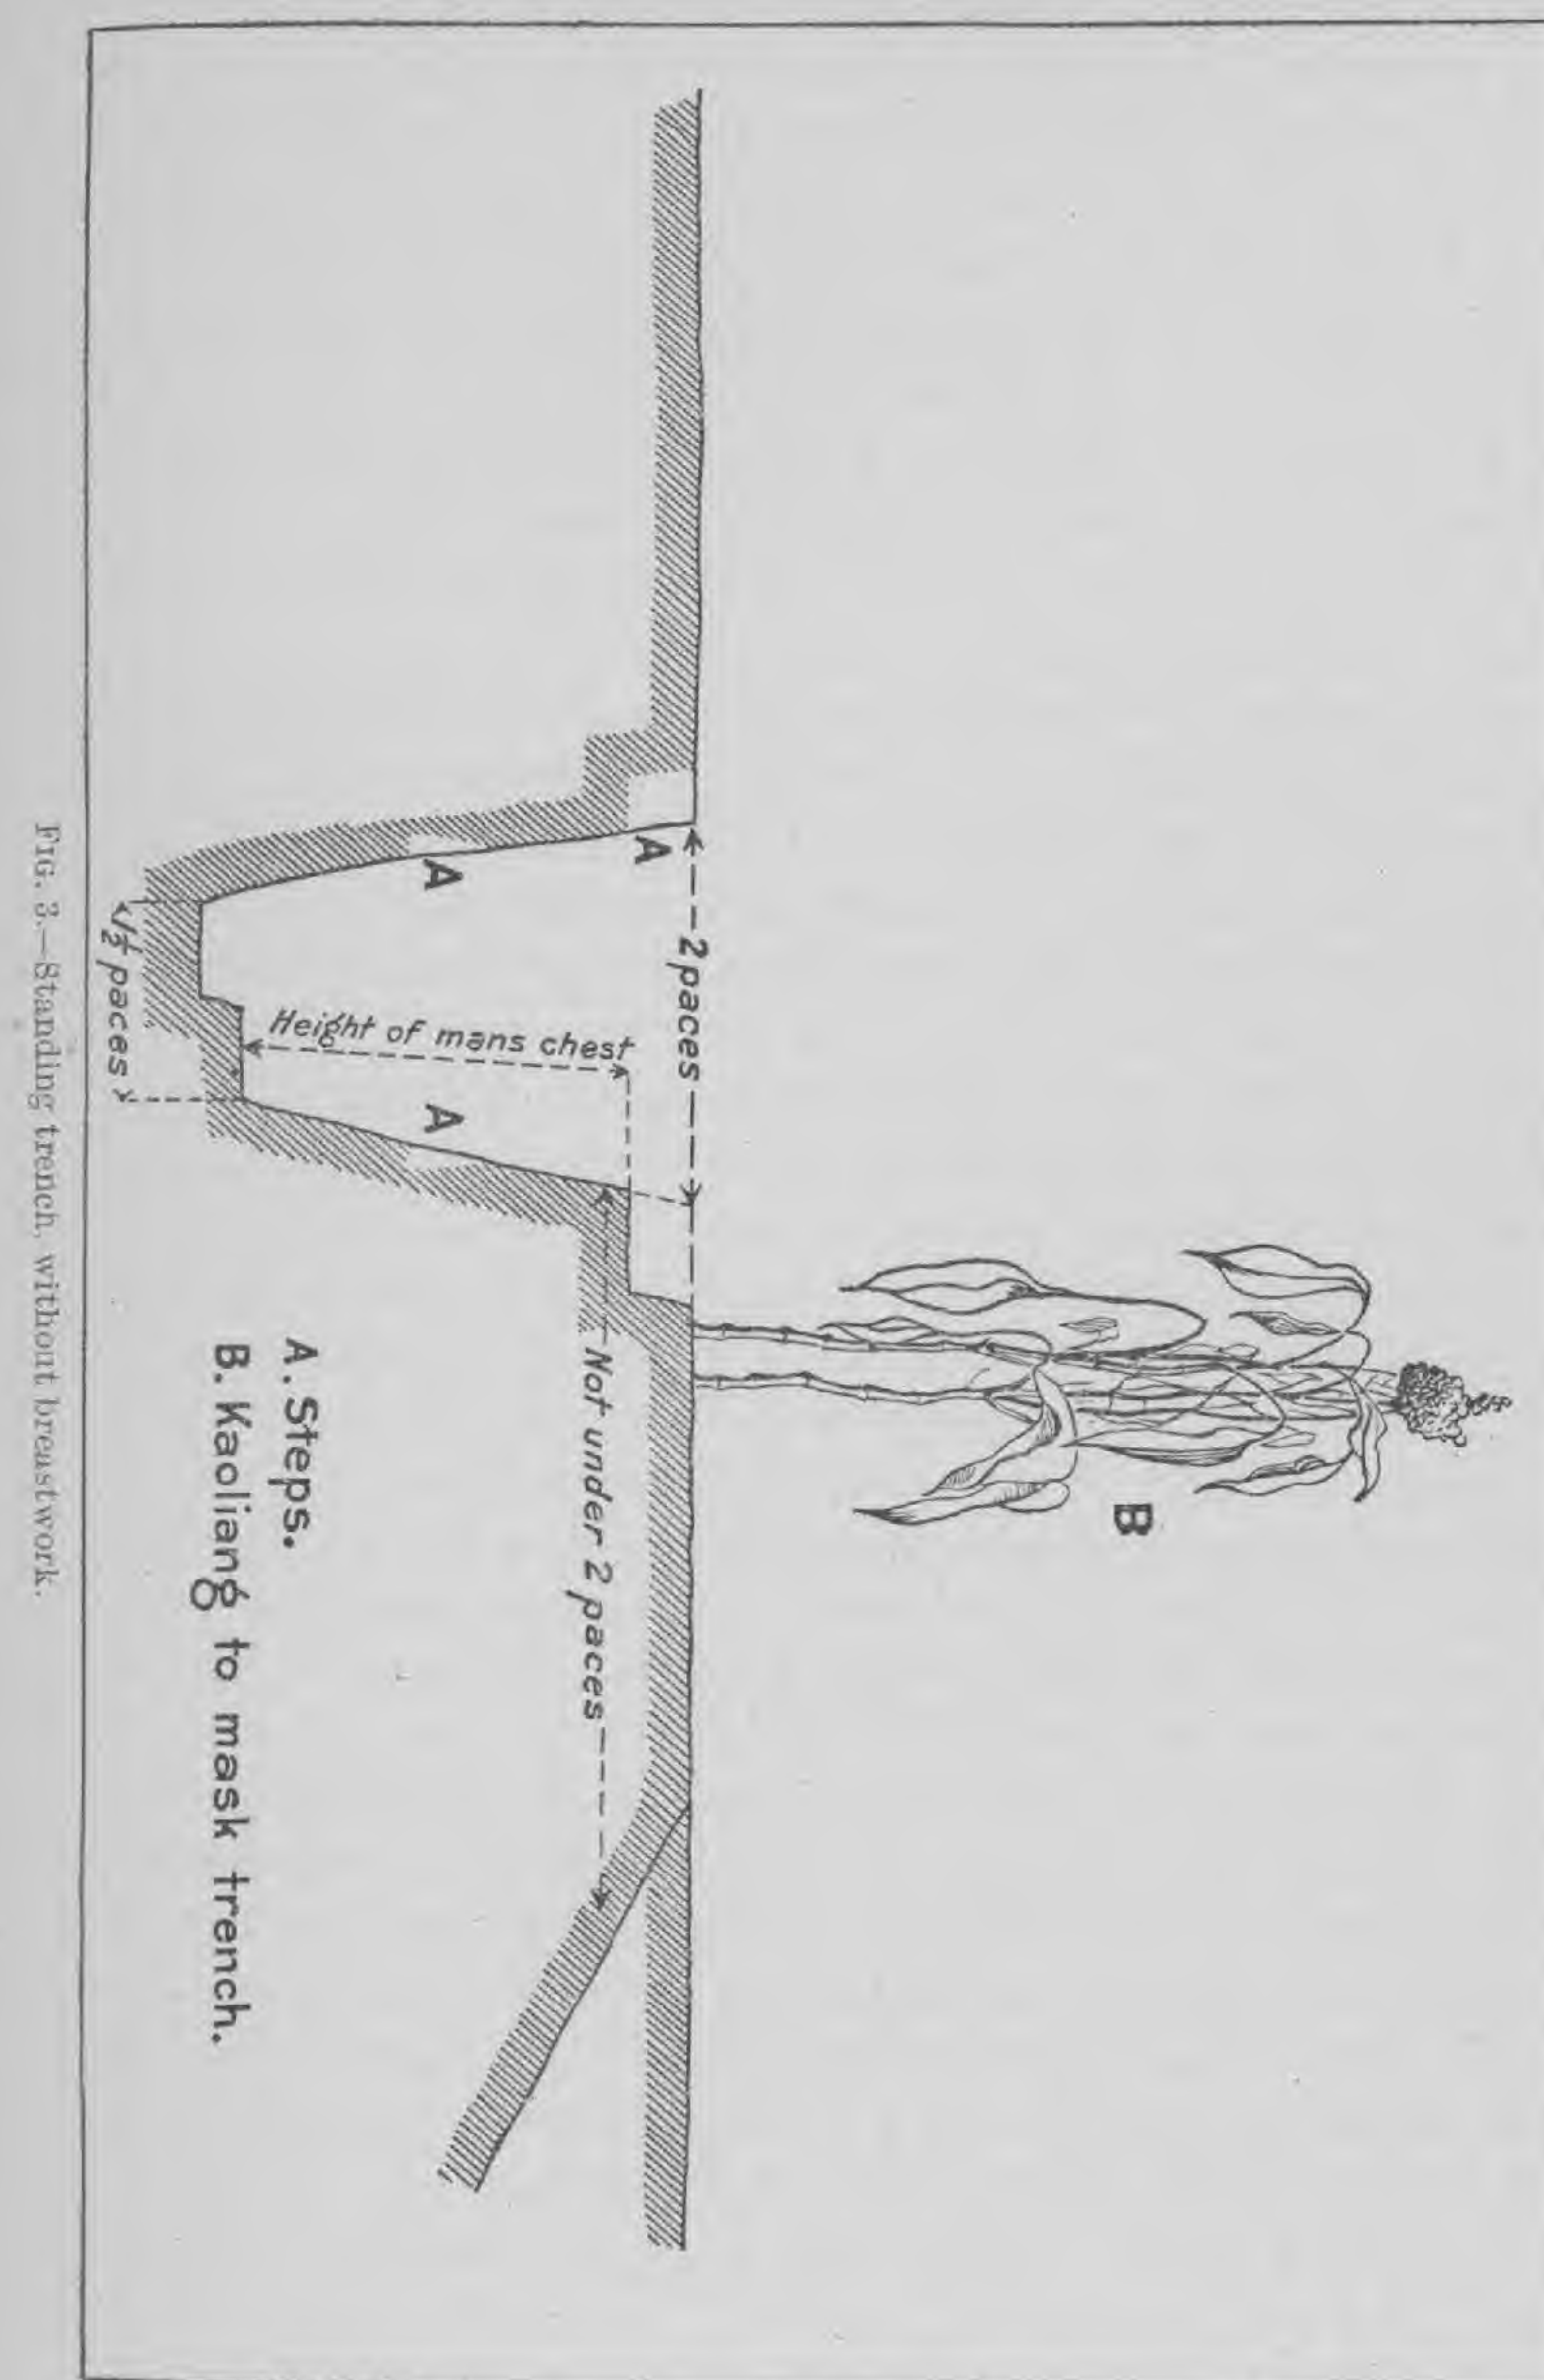 B
2 paces
A
Height of mans chest
A
A
Not under 2 paces
1½ paces
A. Steps.
B. Kaoliang to mask trench.
FIG. 3.—Standing trench, without breastwork.